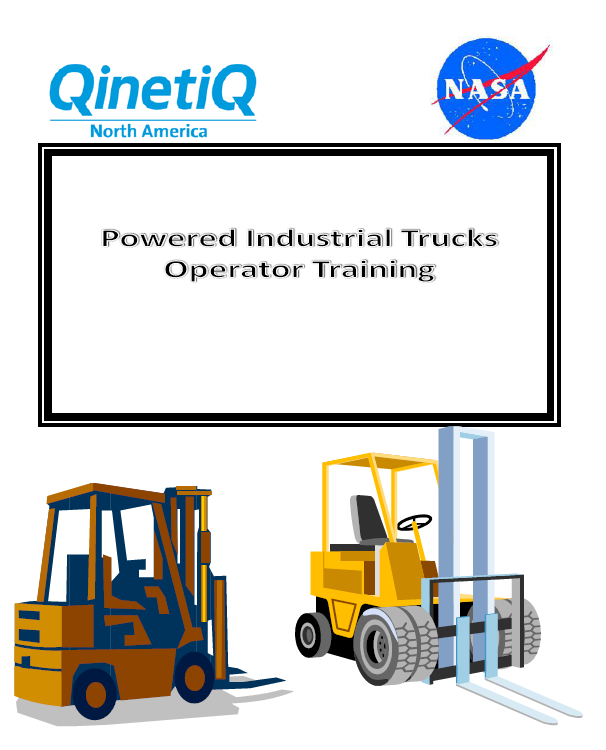 QinetiQ
North America
NASA
Powered Industrial Trucks
Operator Training